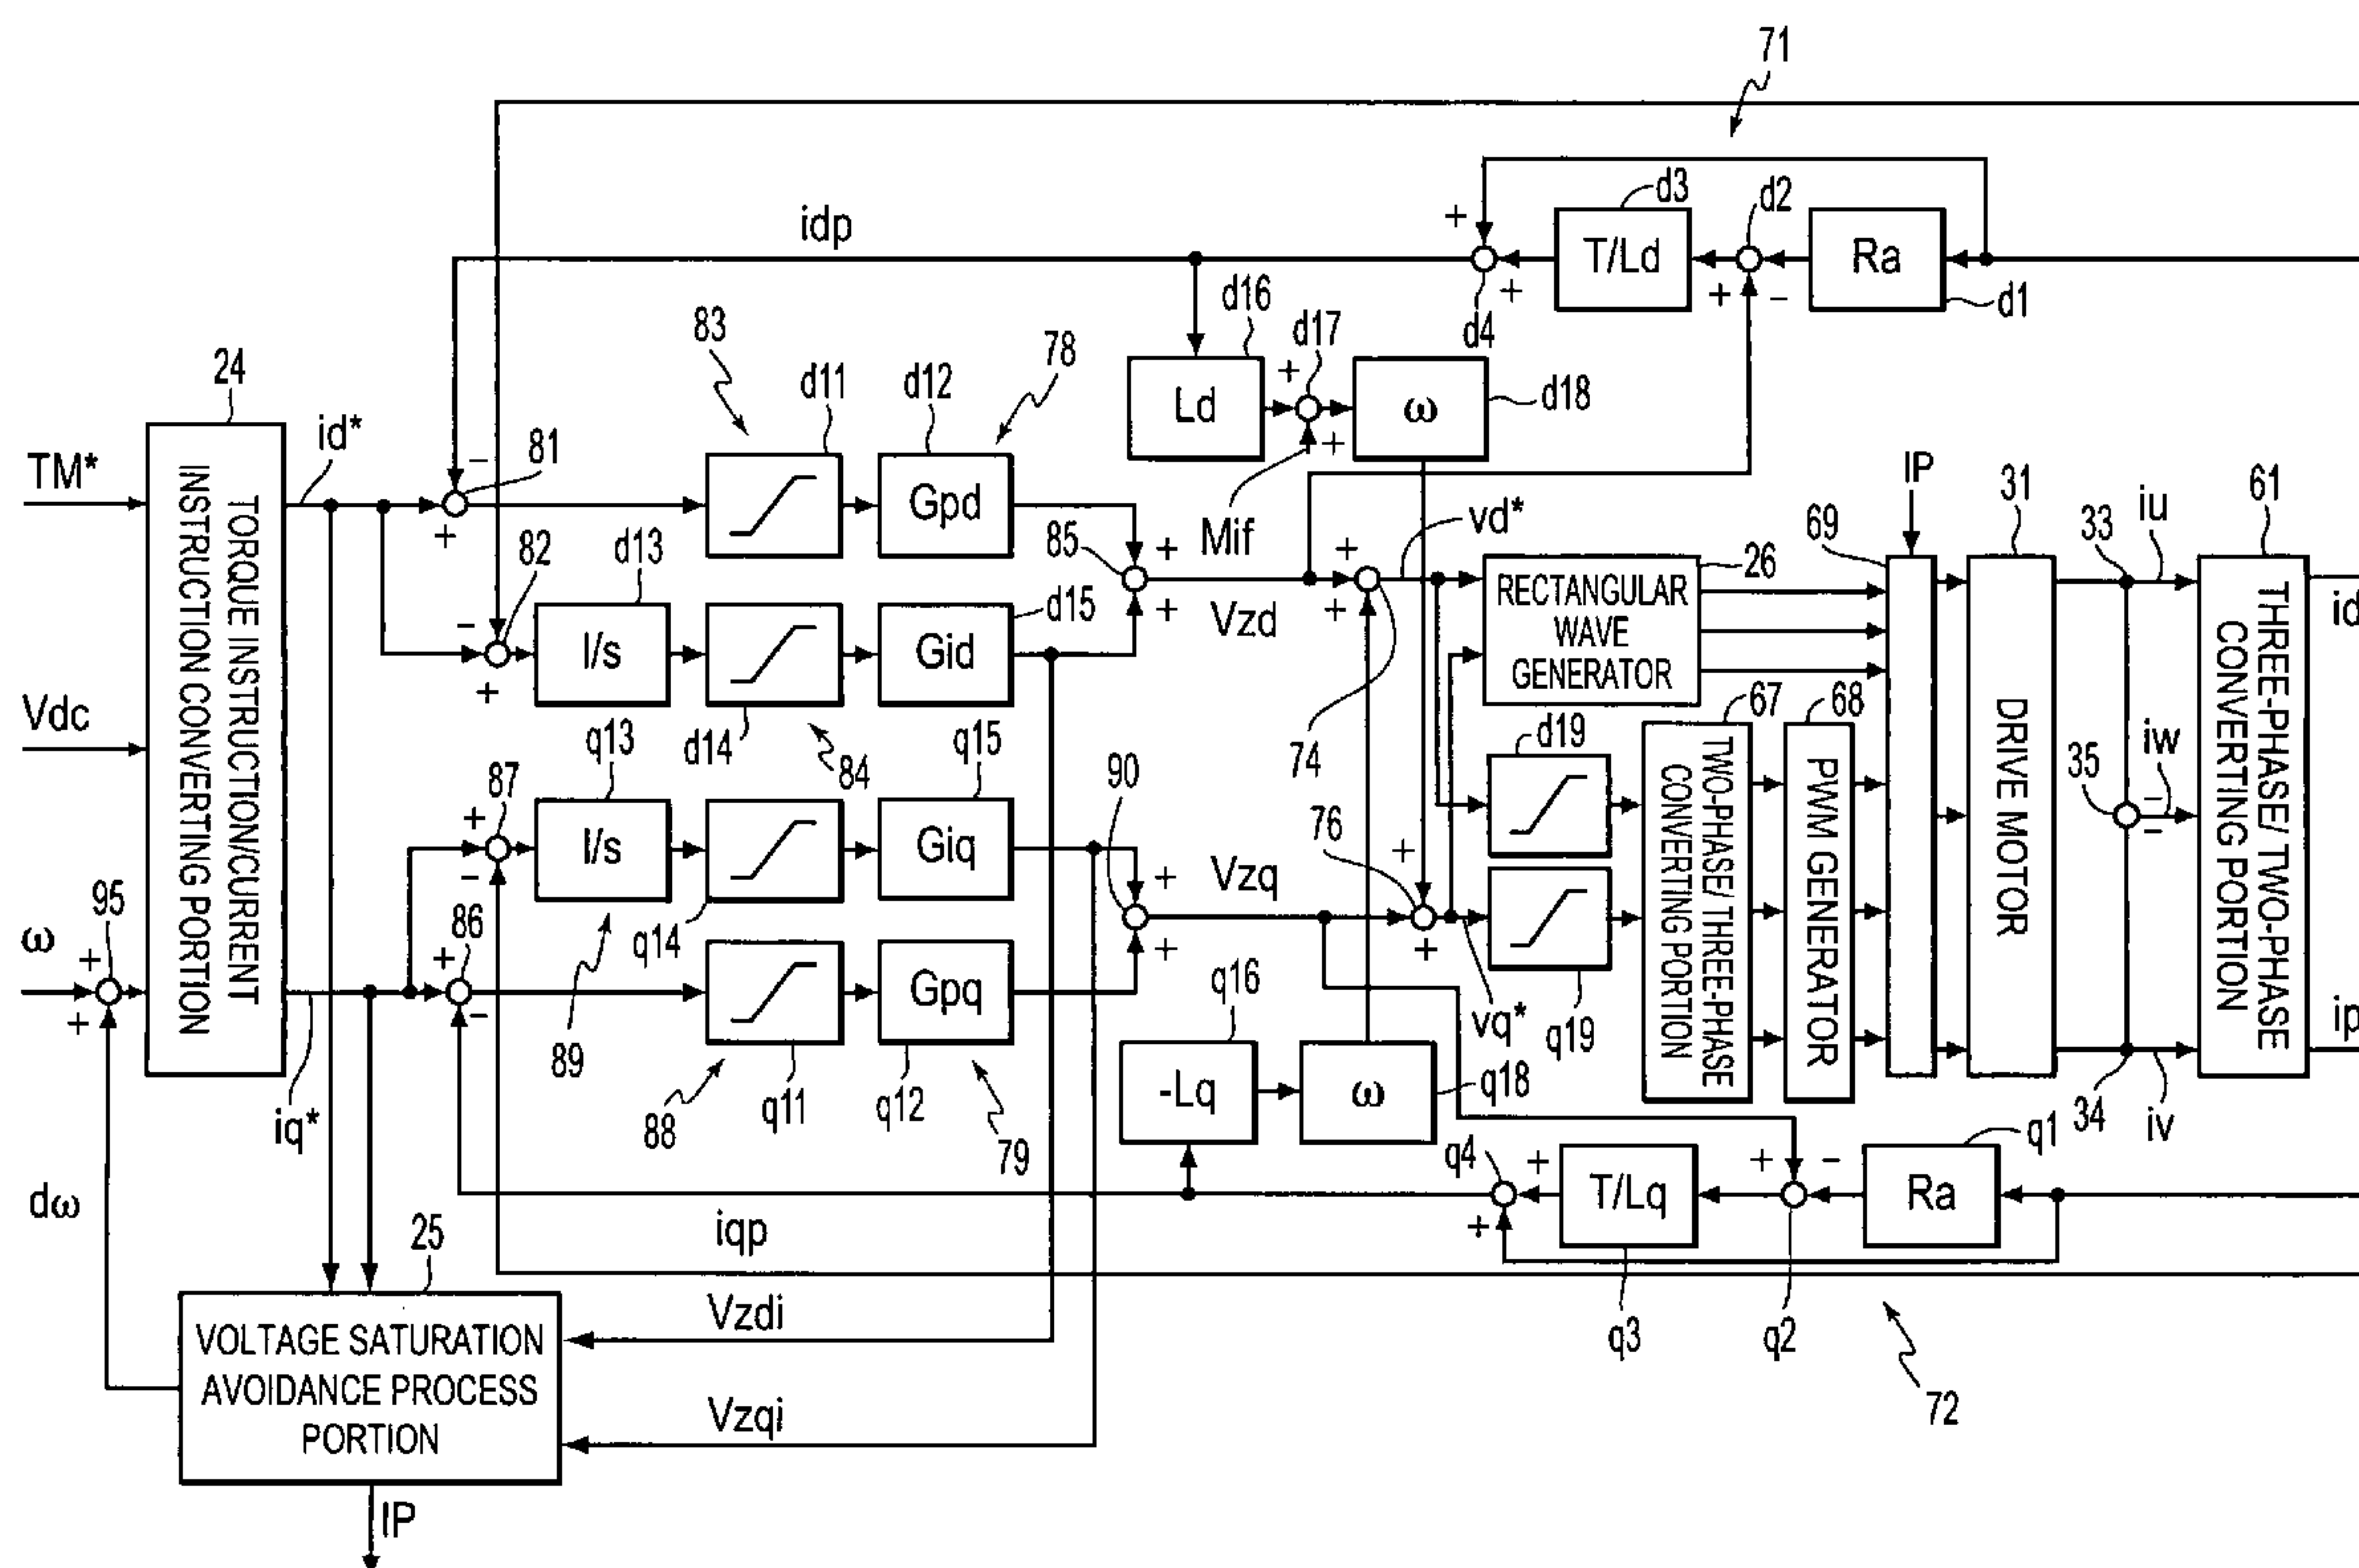 71
d3
d2
idp
+
T/Ld
Ra
+
+
-
d4
d1
d16
83
d17
78
24
d11
d12
+
Ld
ω
d18
id*
81
TM*
-
+
IP
31
61
TORQUE INSTRUCTION/CURRENT
INSTRUCTION CONVERTING PORTION
Gpd
Mif
vd*
69
33
iu
+
82
d13
85
+
+
26
d15
RECTANGULAR
WAVE
GENERATOR
THREE-PHASE/TWO-PHASE
CONVERTING PORTION
id
-
I/s
Gid
+
Vzd
+
+
67
68
Vdc
q13
d14
84
q15
d19
DRIVE MOTOR
iw
87
90
74
TWO-PHASE/THREE-PHASE
CONVERTING PORTION
PWM GENERATOR
35
-
-
+
I/s
Giq
76
+
95
-
+
Vzq
ω
+
86
q14
+
+
+
-
Gpq
q16
vq*
q19
ip
+
89
-Lq
ω
q18
iq*
88
q11
q12
79
34
iv
q4
+
+
-
q1
dω
T/Lq
Ra
25
iqp
+
Vzdi
q3
q2
VOLTAGE SATURATION
AVOIDANCE PROCESS
PORTION
Vzqi
72
IP